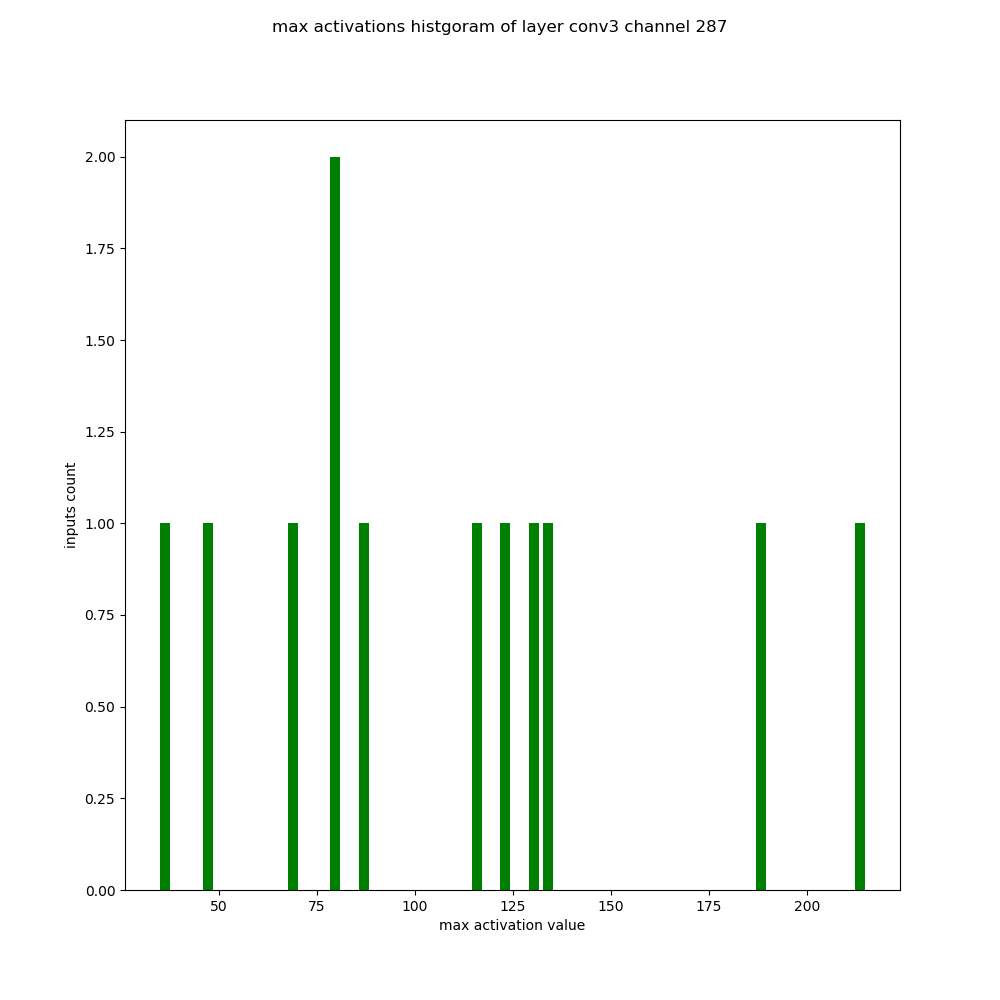 max activations histgoram of layer conv3 channel 287
2.00
1.75
1.50
1.25
1.00
0.75
0.50
0.25
0.00
inputs count
50 75 100 125 150 175 200
max activation value